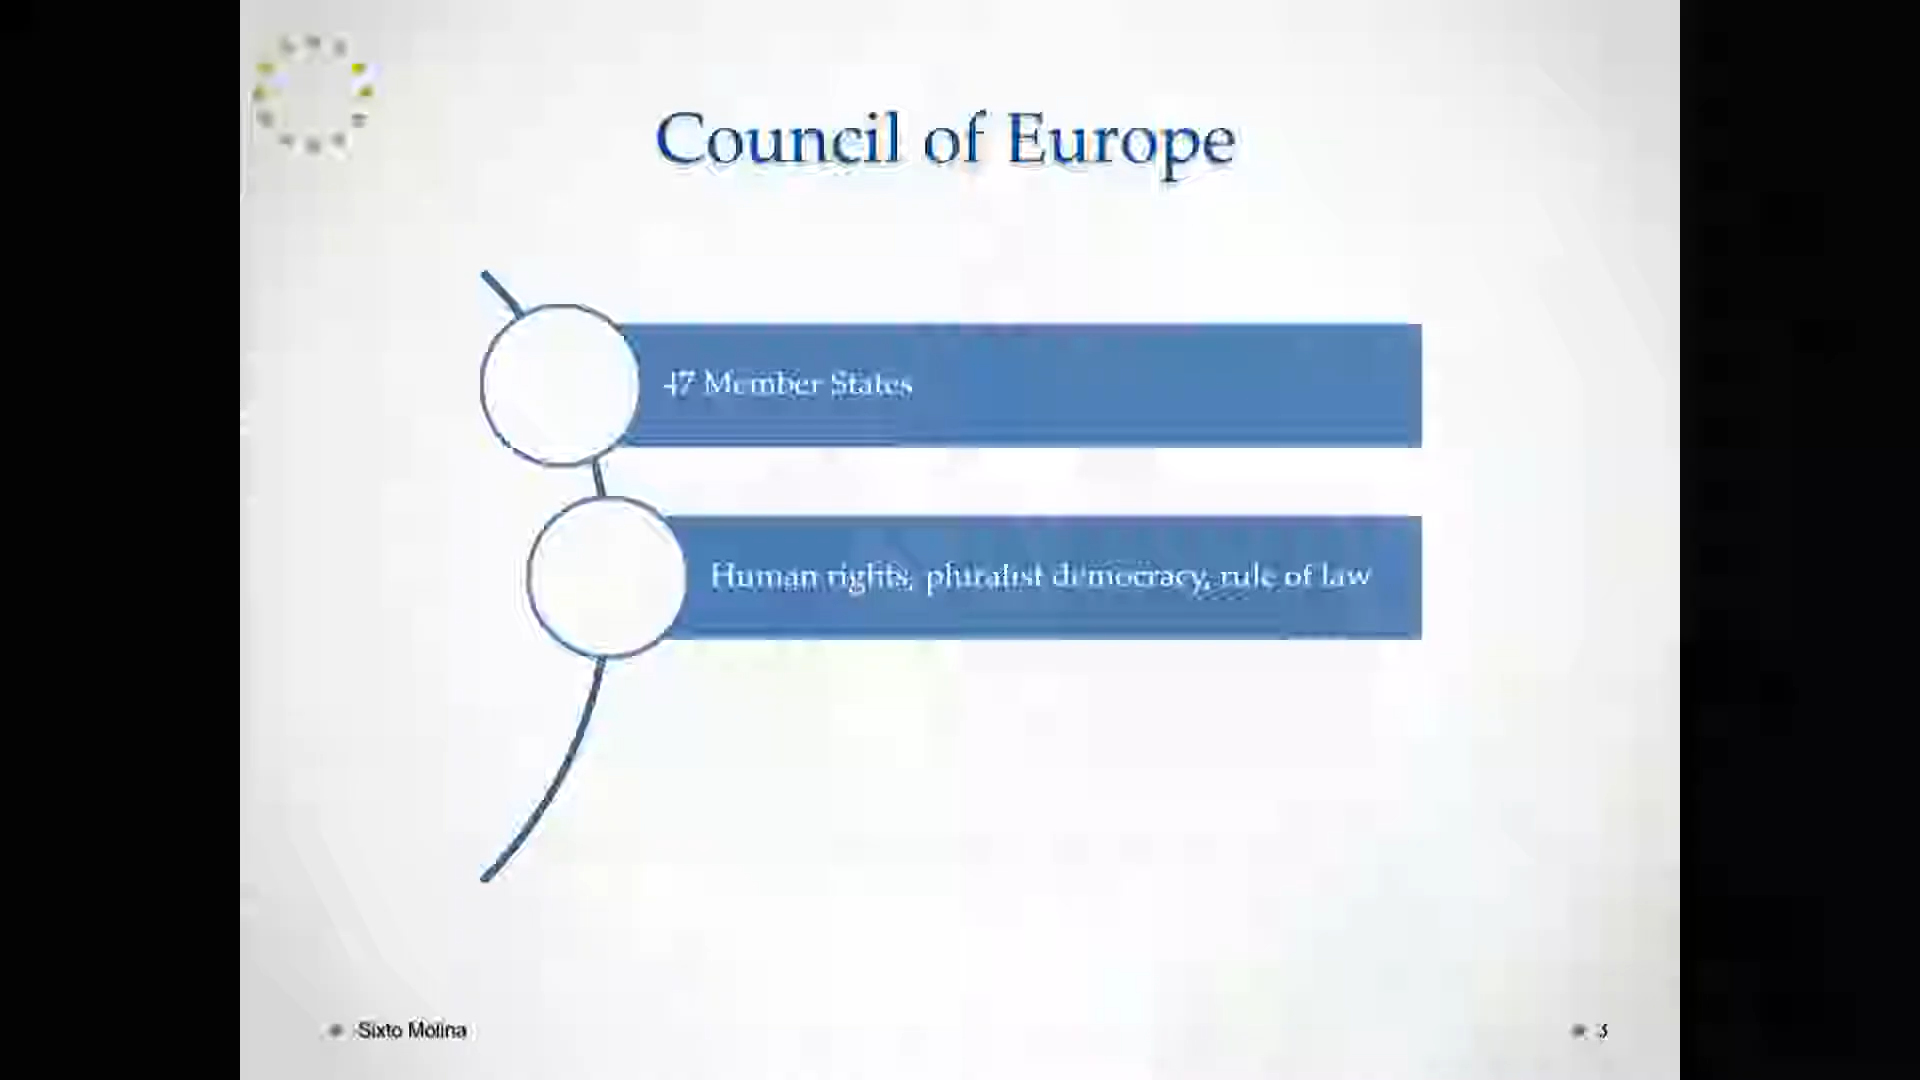 Council of Europe
47 Member States
Human rights, pluralist democracy, rule of law
Sixto Molina